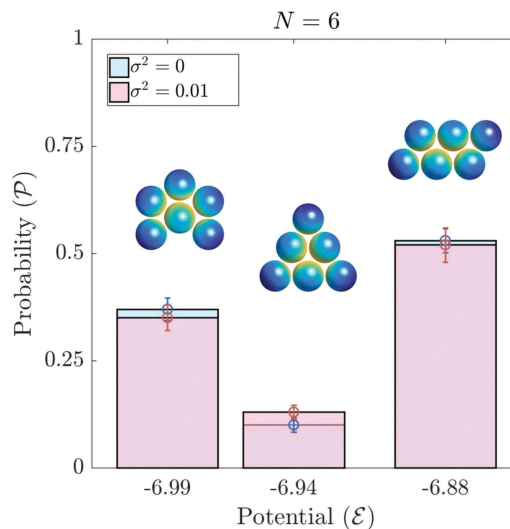 N = 6
σ² = 0
σ² = 0.01
Probability (𝒫)
1
0.75
0.5
0.25
0
-6.99 -6.94 -6.88
Potential (ℰ)